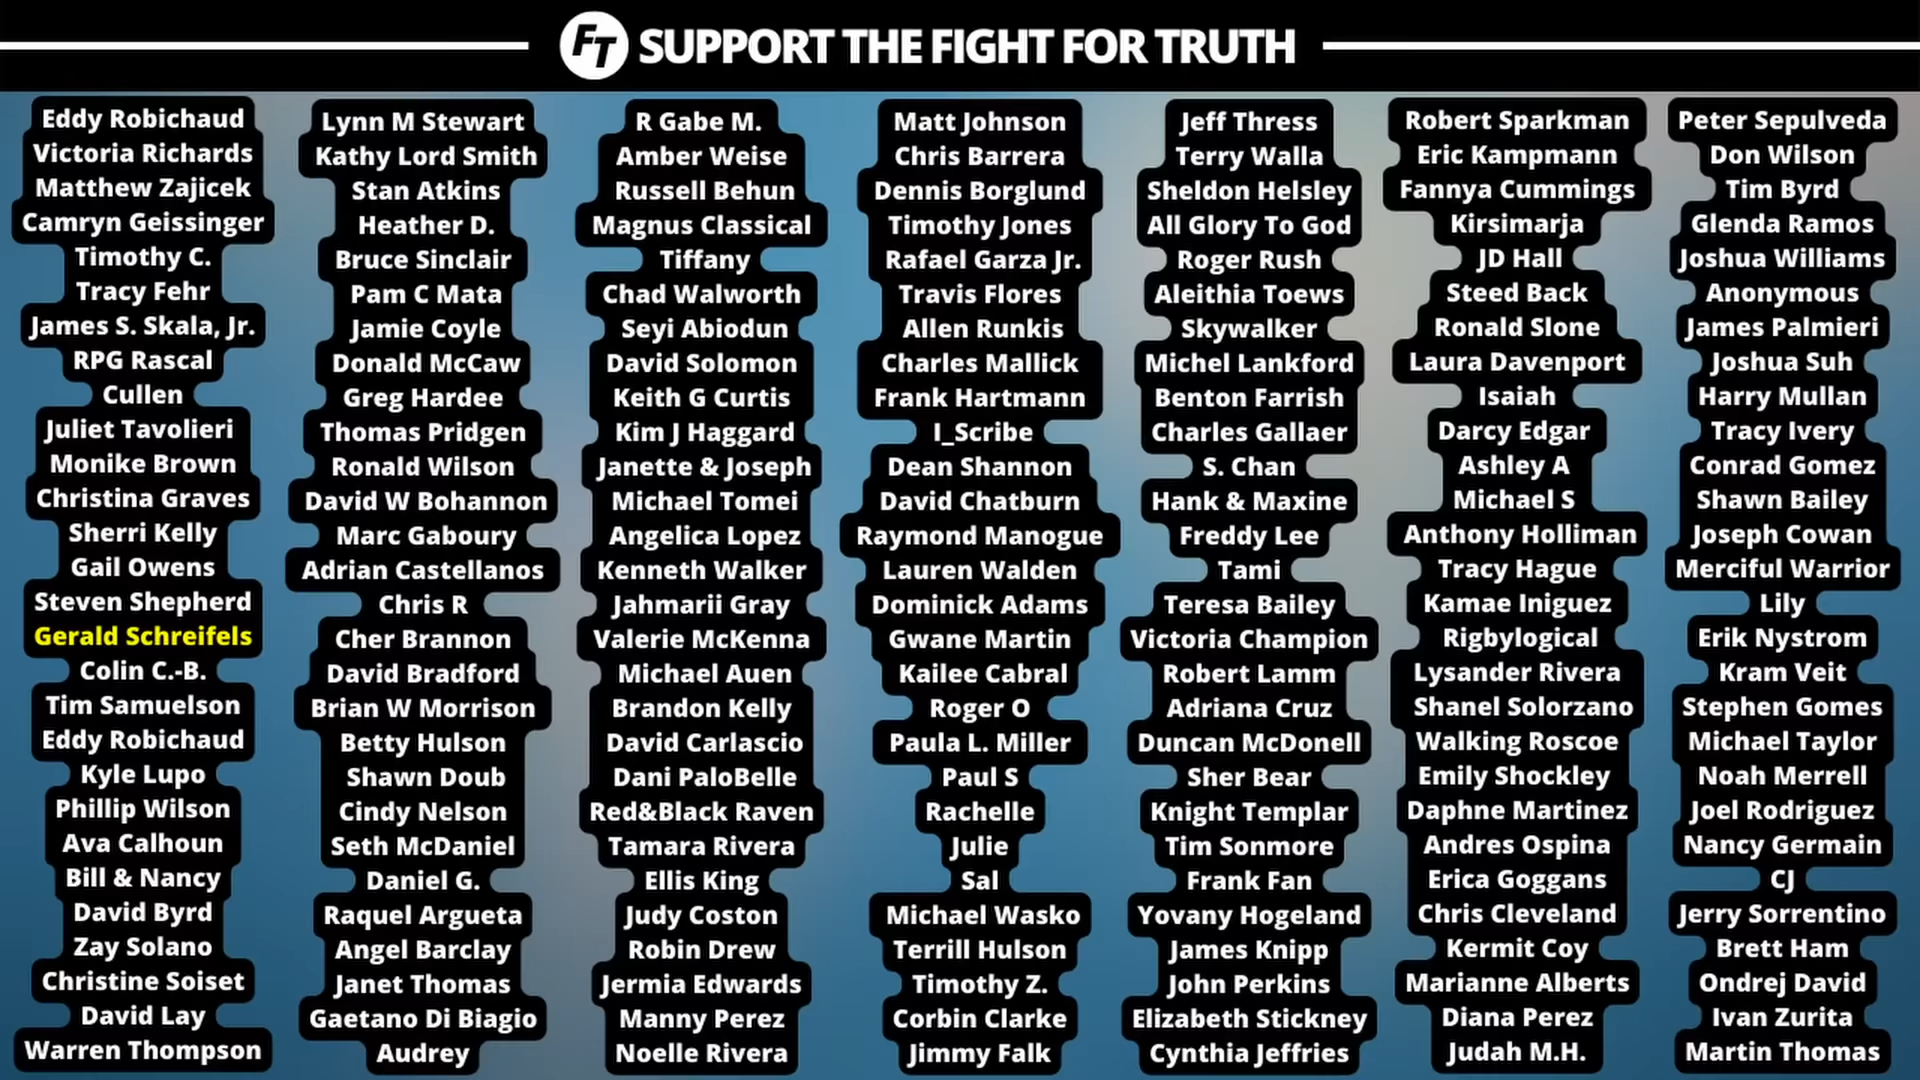 FT SUPPORT THE FIGHT FOR TRUTH
Eddy Robichaud
Victoria Richards
Matthew Zajicek
Camryn Geissinger
Timothy C.
Tracy Fehr
James S. Skala, Jr.
RPG Rascal
Cullen
Juliet Tavolieri
Monike Brown
Christina Graves
Sherri Kelly
Gail Owens
Steven Shepherd
Gerald Schreifels
Colin C.-B.
Tim Samuelson
Eddy Robichaud
Kyle Lupo
Phillip Wilson
Ava Calhoun
Bill & Nancy
David Byrd
Zay Solano
Christine Soiset
David Lay
Warren Thompson
Lynn M Stewart
Kathy Lord Smith
Stan Atkins
Heather D.
Bruce Sinclair
Pam C Mata
Jamie Coyle
Donald McCaw
Greg Hardee
Thomas Pridgen
Ronald Wilson
David W Bohannon
Marc Gaboury
Adrian Castellanos
Chris R
Cher Brannon
David Bradford
Brian W Morrison
Betty Hulson
Shawn Doub
Cindy Nelson
Seth McDaniel
Daniel G.
Raquel Argueta
Angel Barclay
Janet Thomas
Gaetano Di Biagio
Audrey
R Gabe M.
Amber Weise
Russell Behun
Magnus Classical
Tiffany
Chad Walworth
Seyi Abiodun
David Solomon
Keith G Curtis
Kim J Haggard
Janette & Joseph
Michael Tomei
Angelica Lopez
Kenneth Walker
Jahmarii Gray
Valerie McKenna
Michael Auen
Brandon Kelly
David Carlascio
Dani PaloBelle
Red&Black Raven
Tamara Rivera
Ellis King
Judy Coston
Robin Drew
Jermia Edwards
Manny Perez
Noelle Rivera
Matt Johnson
Chris Barrera
Dennis Borglund
Timothy Jones
Rafael Garza Jr.
Travis Flores
Allen Runkis
Charles Mallick
Frank Hartmann
I_Scribe
Dean Shannon
David Chatburn
Raymond Manogue
Lauren Walden
Dominick Adams
Gwane Martin
Kailee Cabral
Roger O
Paula L. Miller
Paul S
Rachelle
Julie
Sal
Michael Wasko
Terrill Hulson
Timothy Z.
Corbin Clarke
Jimmy Falk
Jeff Thress
Terry Walla
Sheldon Helsley
All Glory To God
Roger Rush
Aleithia Toews
Skywalker
Michel Lankford
Benton Farrish
Charles Gallaer
S. Chan
Hank & Maxine
Freddy Lee
Tami
Teresa Bailey
Victoria Champion
Robert Lamm
Adriana Cruz
Duncan McDonell
Sher Bear
Knight Templar
Tim Sonmore
Frank Fan
Yovany Hogeland
James Knipp
John Perkins
Elizabeth Stickney
Cynthia Jeffries
Robert Sparkman
Eric Kampmann
Fannya Cummings
Kirsimarja
JD Hall
Steed Back
Ronald Slone
Laura Davenport
Isaiah
Darcy Edgar
Ashley A
Michael S
Anthony Holliman
Tracy Hague
Kamae Iniguez
Rigbylogical
Lysander Rivera
Shanel Solorzano
Walking Roscoe
Emily Shockley
Daphne Martinez
Andres Ospina
Erica Goggans
Chris Cleveland
Kermit Coy
Marianne Alberts
Diana Perez
Judah M.H.
Peter Sepulveda
Don Wilson
Tim Byrd
Glenda Ramos
Joshua Williams
Anonymous
James Palmieri
Joshua Suh
Harry Mullan
Tracy Ivery
Conrad Gomez
Shawn Bailey
Joseph Cowan
Merciful Warrior
Lily
Erik Nystrom
Kram Veit
Stephen Gomes
Michael Taylor
Noah Merrell
Joel Rodriguez
Nancy Germain
CJ
Jerry Sorrentino
Brett Ham
Ondrej David
Ivan Zurita
Martin Thomas